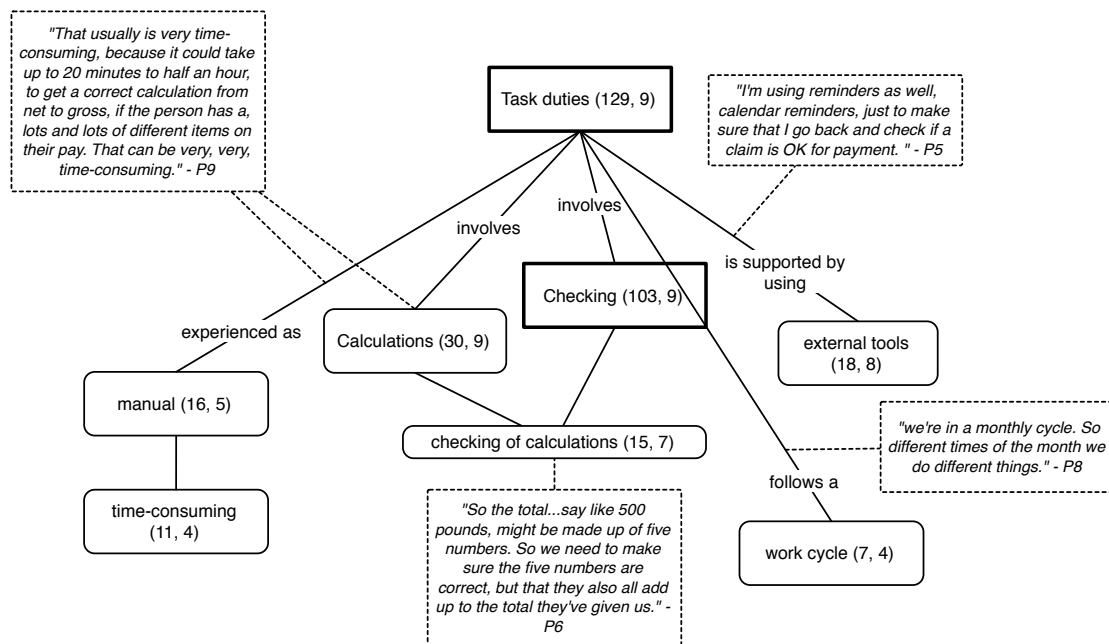 "That usually is very time-
consuming, because it could take
up to 20 minutes to half an hour,
to get a correct calculation from
net to gross, if the person has a,
lots and lots of different items on
their pay. That can be very, very,
time-consuming." - P9
Task duties (129, 9)
"I'm using reminders as well,
calendar reminders, just to make
sure that I go back and check if a
claim is OK for payment. " - P5
involves
involves
is supported by
using
experienced as
Calculations (30, 9)
Checking (103, 9)
external tools
(18, 8)
manual (16, 5)
checking of calculations (15, 7)
"we're in a monthly cycle. So
different times of the month we
do different things." - P8
follows a
time-consuming
(11, 4)
"So the total...say like 500
pounds, might be made up of five
numbers. So we need to make
sure the five numbers are
correct, but that they also all add
up to the total they've given us." -
P6
work cycle (7, 4)